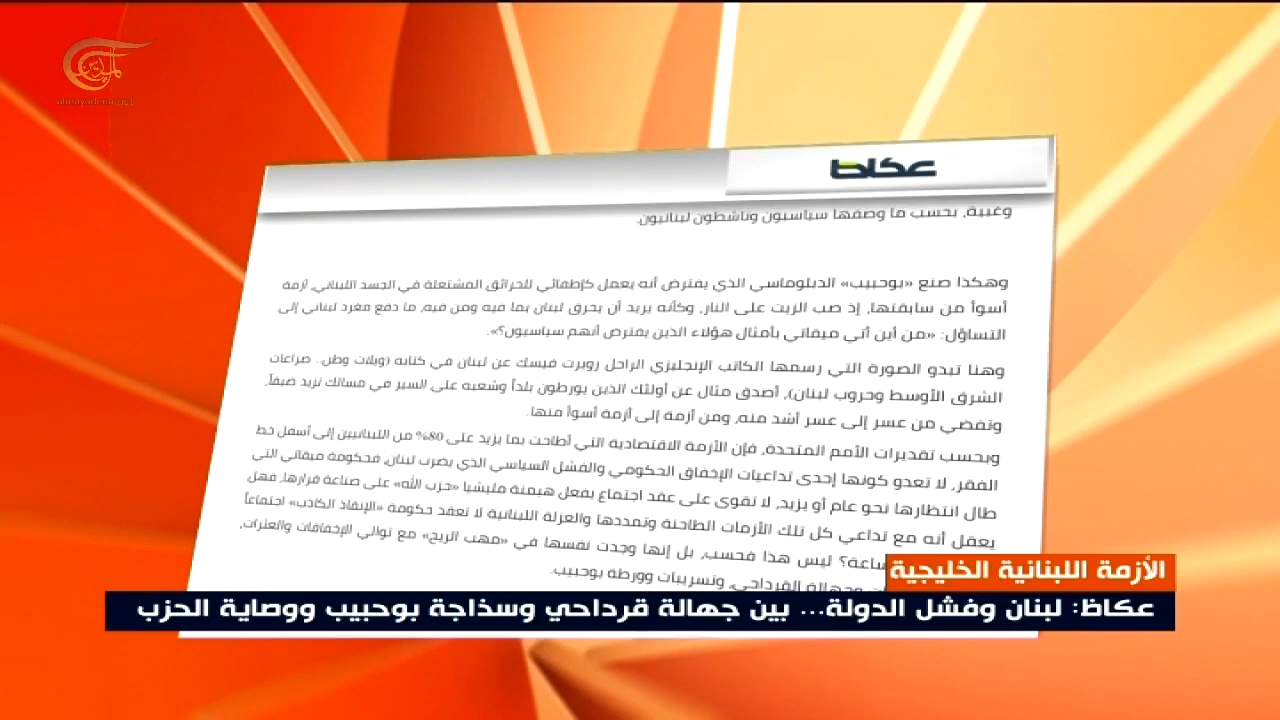 الميادين
almayadeen.net
عكاظ
وغبية، بحسب ما وصفها سياسيون وناشطون لبنانيون.
وهكذا صنع «بوحبيب» الدبلوماسي الذي يفترض أنه يعمل كإطفائي للحرائق المشتعلة في الجسد اللبناني، أزمة
أسوأ من سابقتها، إذ صب الزيت على النار، وكأنه يريد أن يحرق لبنان بما فيه ومن فيه، ما دفع مغرد لبناني إلى
التساؤل: «من أين أتي ميقاتي بأمثال هؤلاء الذين يفترض أنهم سياسيون؟».
وهنا تبدو الصورة التي رسمها الكاتب الإنجليزي الراحل روبرت فيسك عن لبنان في كتابه (ويلات وطن.. صراعات
الشرق الأوسط وحروب لبنان)، أصدق مثال عن أولئك الذين يورطون بلداً وشعبه على السير في مسالك تزيد ضيقاً،
وتفضي من عسر إلى عسر أشد منه، ومن أزمة إلى أزمة أسوأ منها.
وبحسب تقديرات الأمم المتحدة، فإن الأزمة الاقتصادية التي أطاحت بما يزيد على 80% من اللبنانيين إلى أسفل خط
الفقر، لا تعدو كونها إحدى تداعيات الإخفاق الحكومي والفشل السياسي الذي يضرب لبنان، فحكومة ميقاتي التي
طال انتظارها نحو عام أو يزيد، لا تقوى على عقد اجتماع بفعل هيمنة مليشيا «حزب الله» على صناعة قرارها، فهل
يعقل أنه مع تداعي كل تلك الأزمات الطاحنة وتمددها والعزلة اللبنانية لا تعقد حكومة «الإنقاذ الكاذب» اجتماعاً
ساعة؟ ليس هذا فحسب، بل إنها وجدت نفسها في «مهب الريح» مع توالي الإخفاقات والعثرات،
وجهالة القرداحي، وتسريبات وورطة بوحبيب.
الأزمة اللبنانية الخليجية
عكاظ: لبنان وفشل الدولة... بين جهالة قرداحي وسذاجة بوحبيب ووصاية الحزب